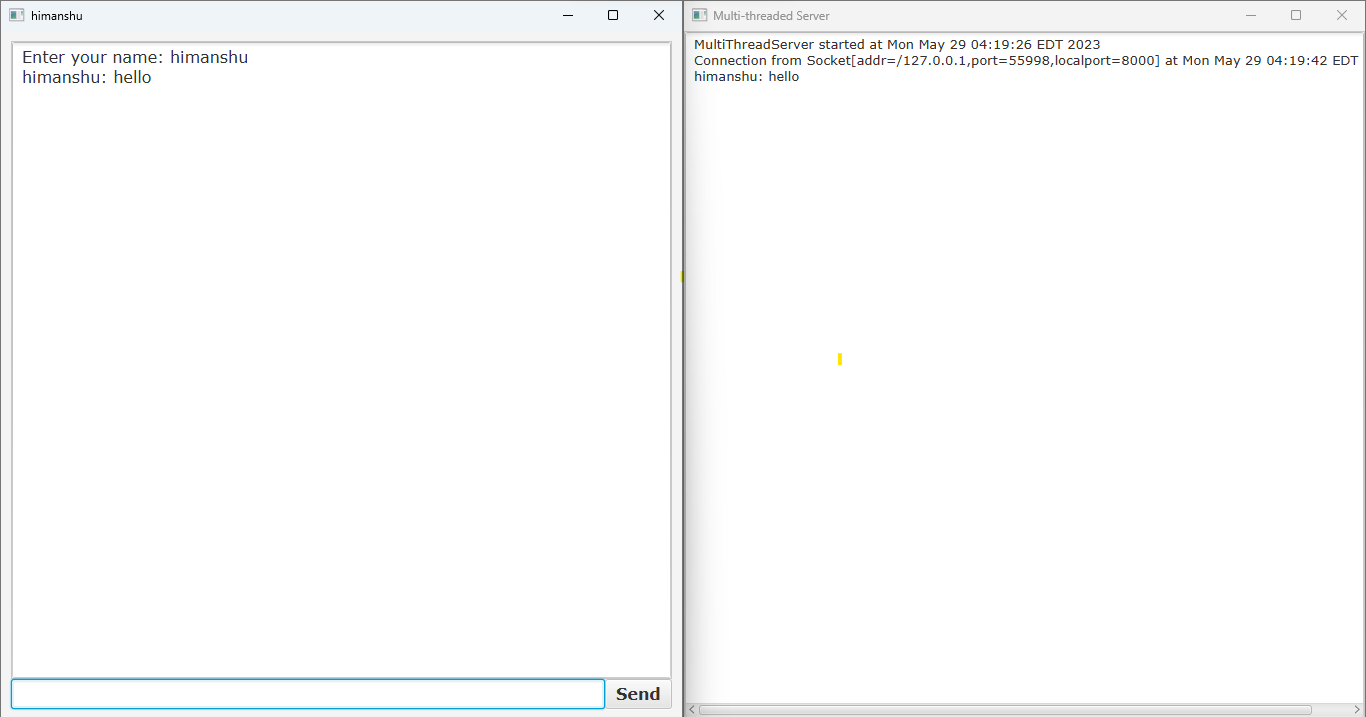 himanshu
Enter your name: himanshu
himanshu: hello
Send
Multi-threaded Server
MultiThreadServer started at Mon May 29 04:19:26 EDT 2023
Connection from Socket[addr=/127.0.0.1,port=55998,localport=8000] at Mon May 29 04:19:42 EDT
himanshu: hello